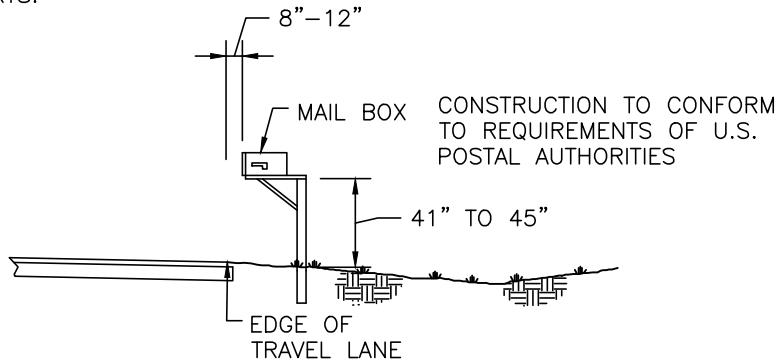 8"-12"
MAIL BOX
CONSTRUCTION TO CONFORM
TO REQUIREMENTS OF U.S.
POSTAL AUTHORITIES
41" TO 45"
EDGE OF
TRAVEL LANE